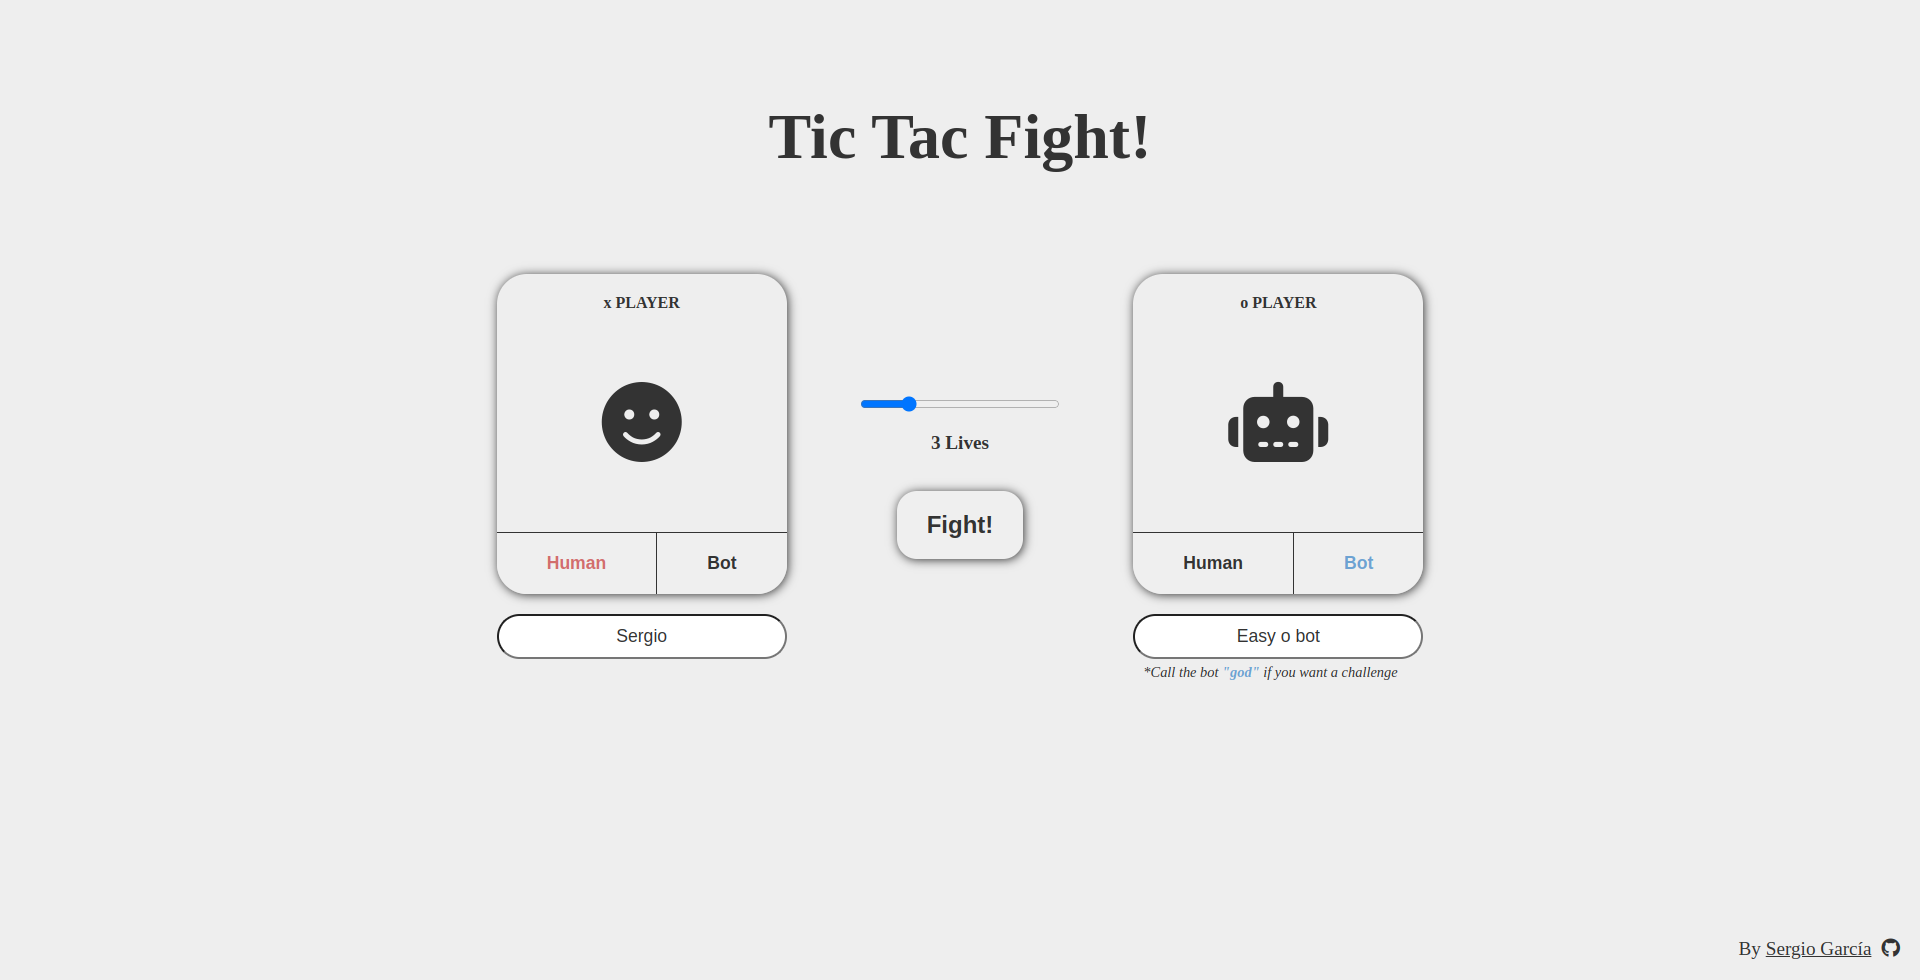 Tic Tac Fight!
x PLAYER
Human
Bot
Sergio
3 Lives
Fight!
o PLAYER
Human
Bot
Easy o bot
*Call the bot "god" if you want a challenge
By Sergio García